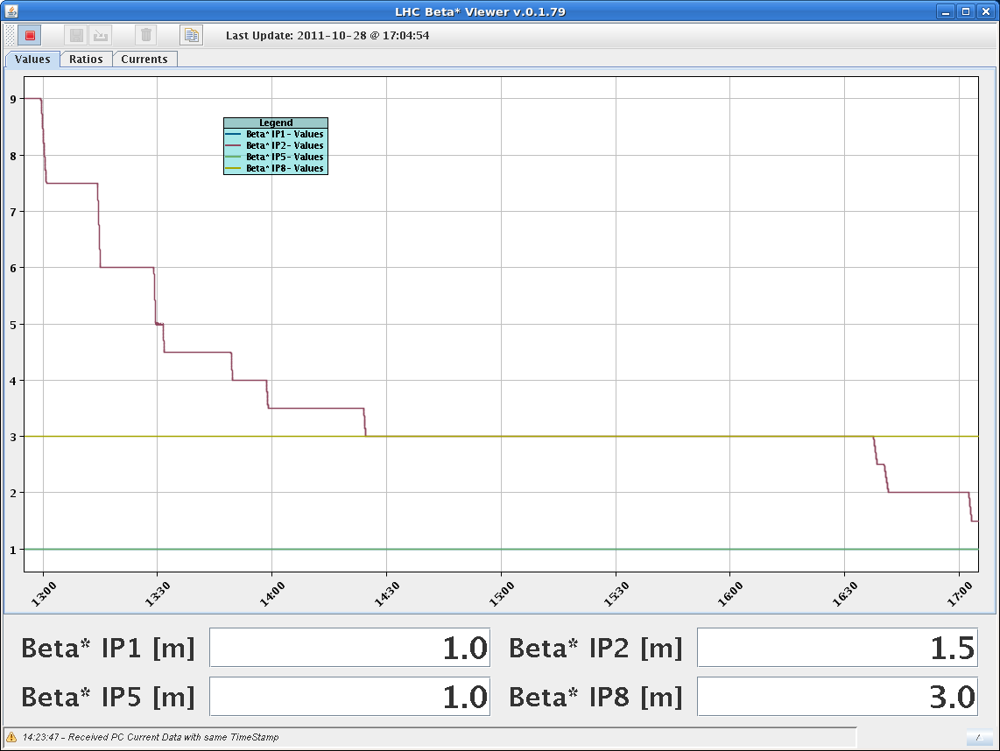 LHC Beta* Viewer v.0.1.79
Last Update: 2011-10-28 @ 17:04:54
Values Ratios Currents
Legend
Beta* IP1 - Values
Beta* IP2 - Values
Beta* IP5 - Values
Beta* IP8 - Values
9
8
7
6
5
4
3
2
1
13:00 13:30 14:00 14:30 15:00 15:30 16:00 16:30 17:00
Beta* IP1 [m] 1.0 Beta* IP2 [m] 1.5
Beta* IP5 [m] 1.0 Beta* IP8 [m] 3.0
14:23:47 - Received PC Current Data with same TimeStamp